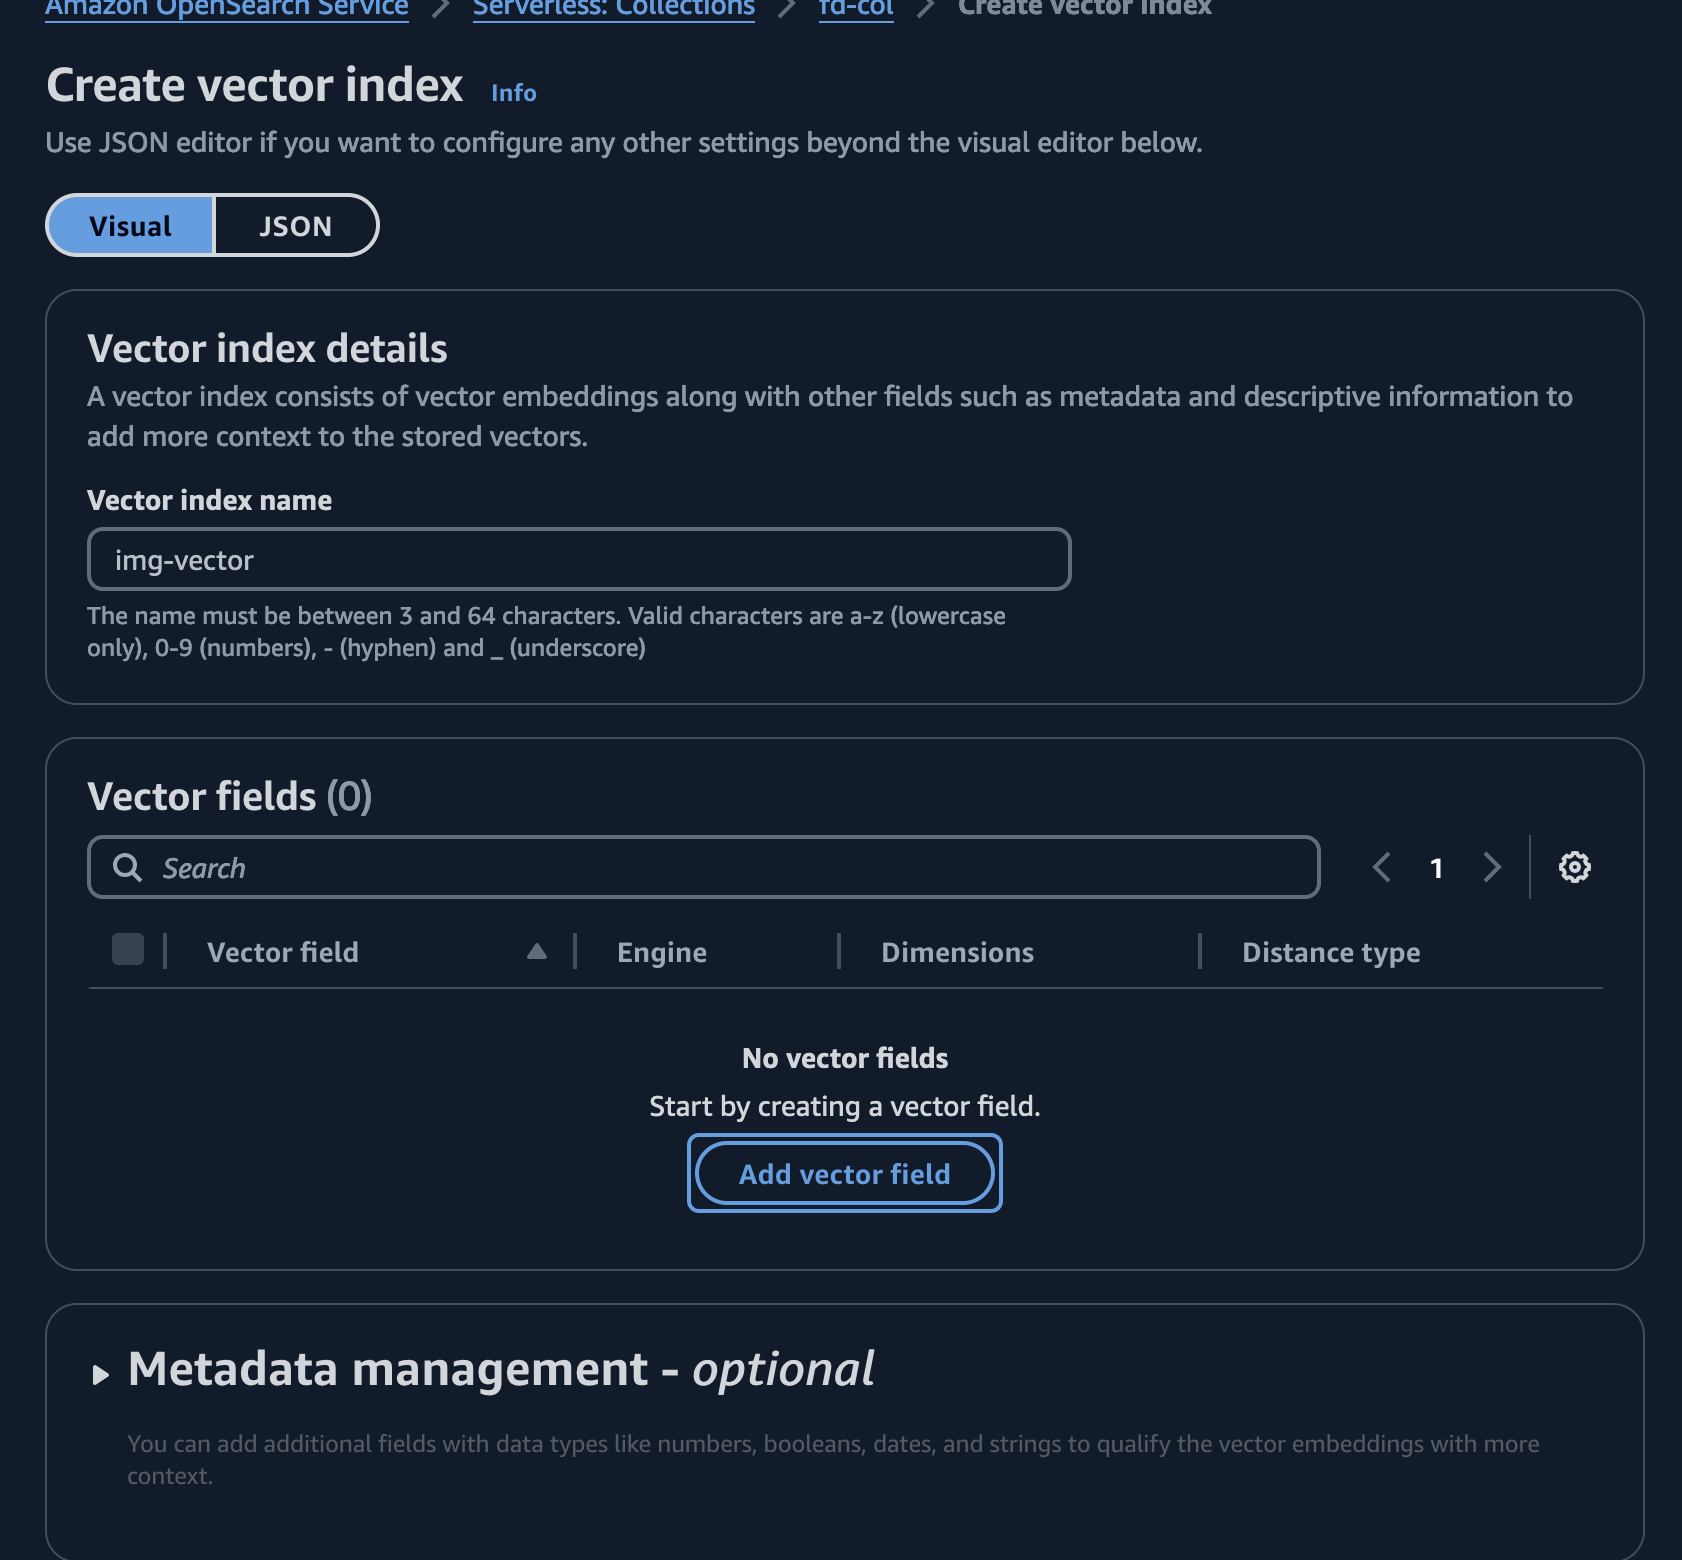 Amazon OpenSearch Service > Serverless: Collections > fd-col > Create vector index
Create vector index Info
Use JSON editor if you want to configure any other settings beyond the visual editor below.
Visual JSON
Vector index details
A vector index consists of vector embeddings along with other fields such as metadata and descriptive information to
add more context to the stored vectors.
Vector index name
img-vector
The name must be between 3 and 64 characters. Valid characters are a-z (lowercase
only), 0-9 (numbers), - (hyphen) and _ (underscore)
Vector fields (0)
Search 1
Vector field Engine Dimensions Distance type
No vector fields
Start by creating a vector field.
Add vector field
Metadata management - optional
You can add additional fields with data types like numbers, booleans, dates, and strings to qualify the vector embeddings with more
context.